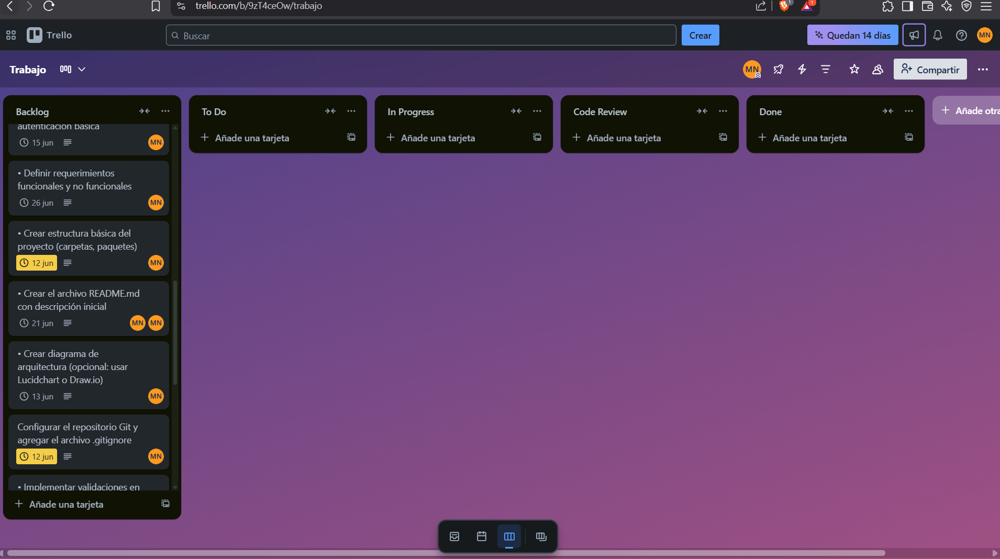 trello.com/b/9zT4ceOw/trabajo
1
1
Trello
Buscar
Crear
Quedan 14 días
MN
Trabajo
MN
Compartir
Backlog
autenticación básica
15 jun
MN
• Definir requerimientos
funcionales y no funcionales
26 jun
MN
• Crear estructura básica del
proyecto (carpetas, paquetes)
12 jun
MN
• Crear el archivo README.md
con descripción inicial
21 jun
MN MN
• Crear diagrama de
arquitectura (opcional: usar
Lucidchart o Draw.io)
13 jun
MN
Configurar el repositorio Git y
agregar el archivo .gitignore
12 jun
MN
• Implementar validaciones en
Añade una tarjeta
To Do
Añade una tarjeta
In Progress
Añade una tarjeta
Code Review
Añade una tarjeta
Done
Añade una tarjeta
Añade otra